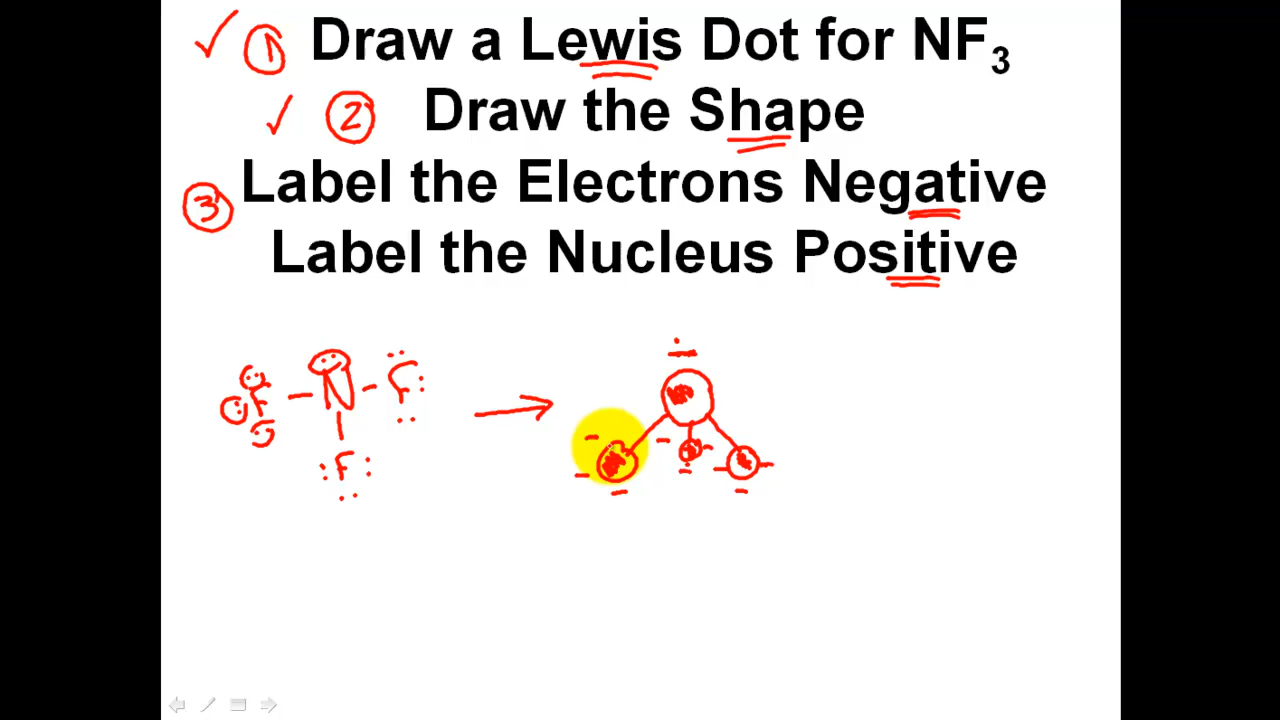 ✓ ① Draw a Lewis Dot for NF₃
✓ ② Draw the Shape
③ Label the Electrons Negative
Label the Nucleus Positive
F - N - F
F